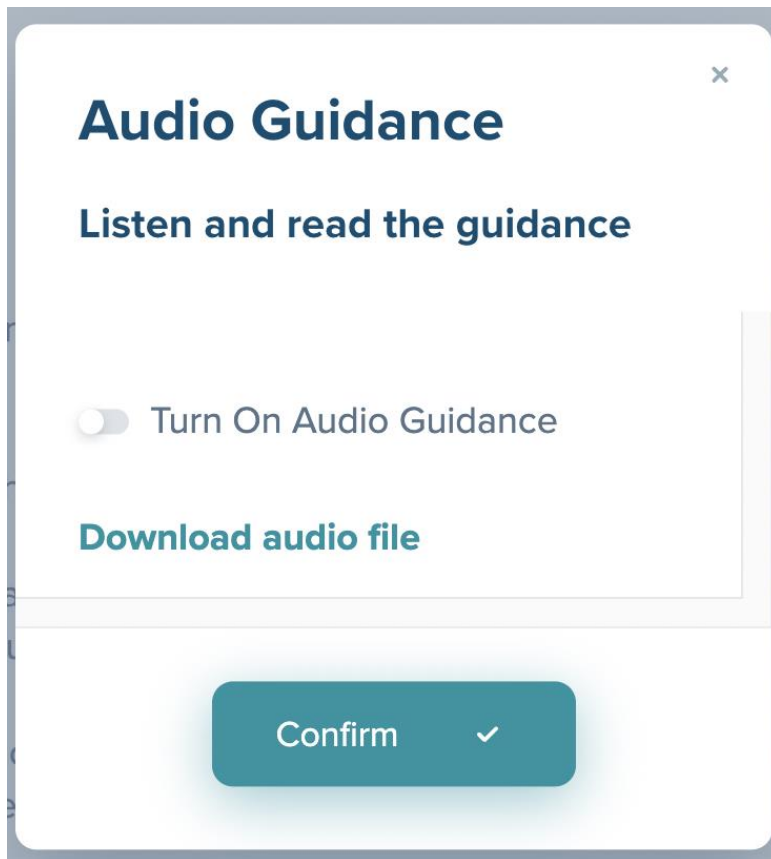 Audio Guidance
Listen and read the guidance
Turn On Audio Guidance
Download audio file
Confirm